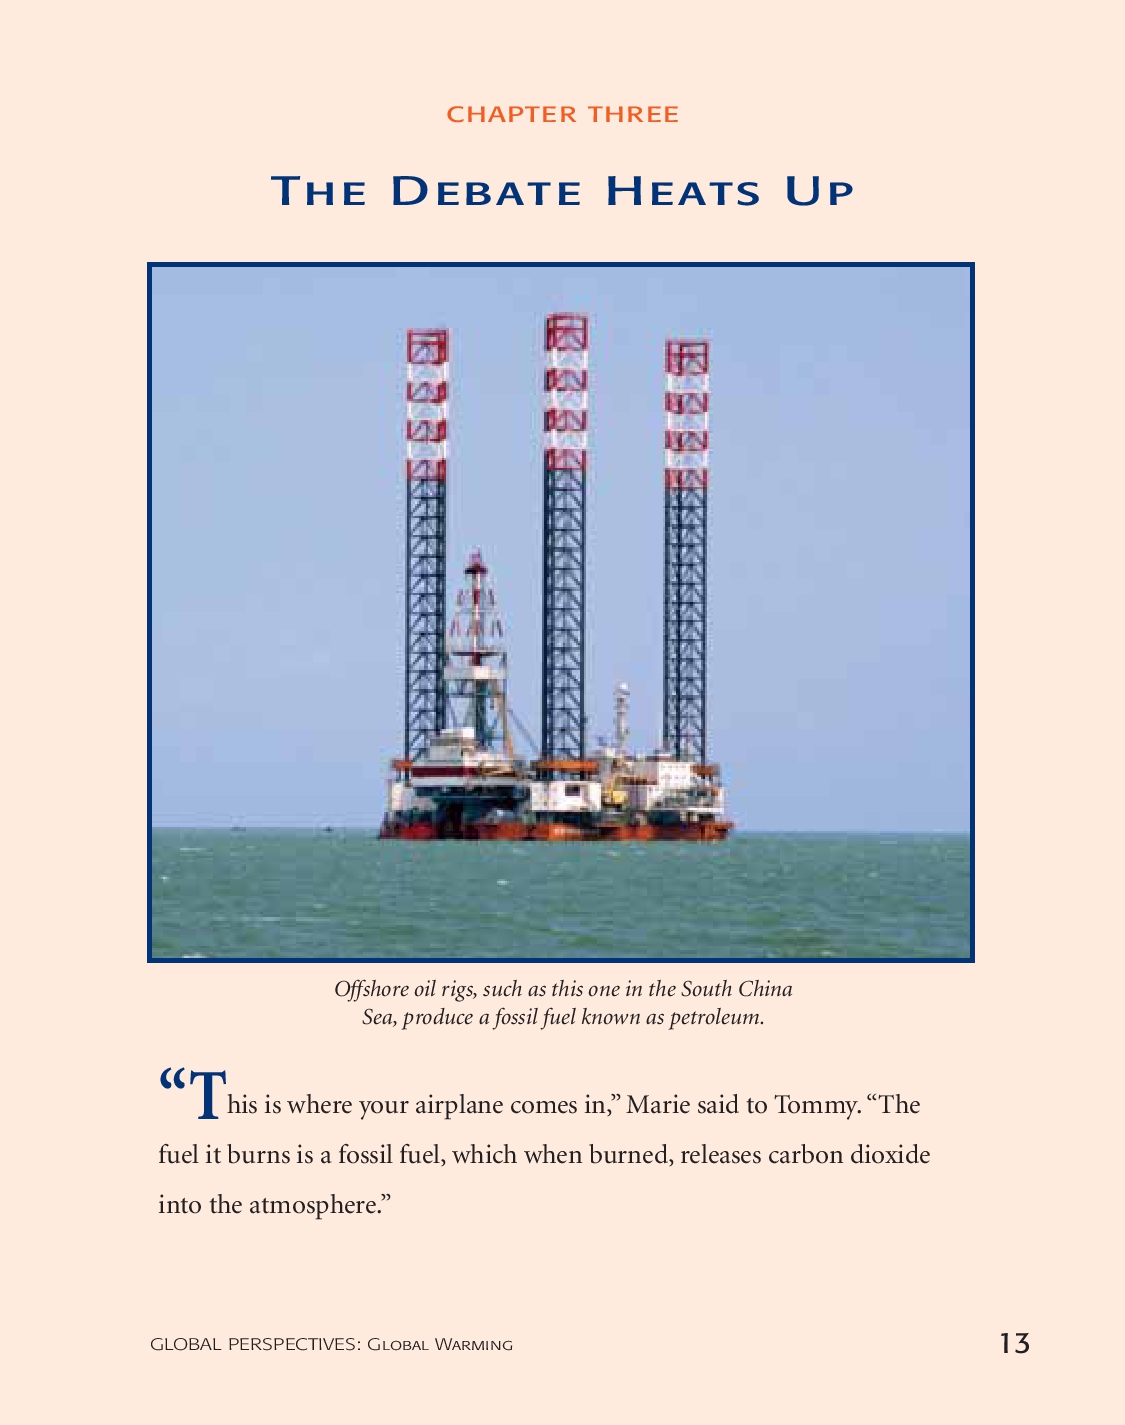 CHAPTER THREE
THE DEBATE HEATS UP
Offshore oil rigs, such as this one in the South China
Sea, produce a fossil fuel known as petroleum.
“This is where your airplane comes in,” Marie said to Tommy. “The
fuel it burns is a fossil fuel, which when burned, releases carbon dioxide
into the atmosphere.”
GLOBAL PERSPECTIVES: GLOBAL WARMING
13